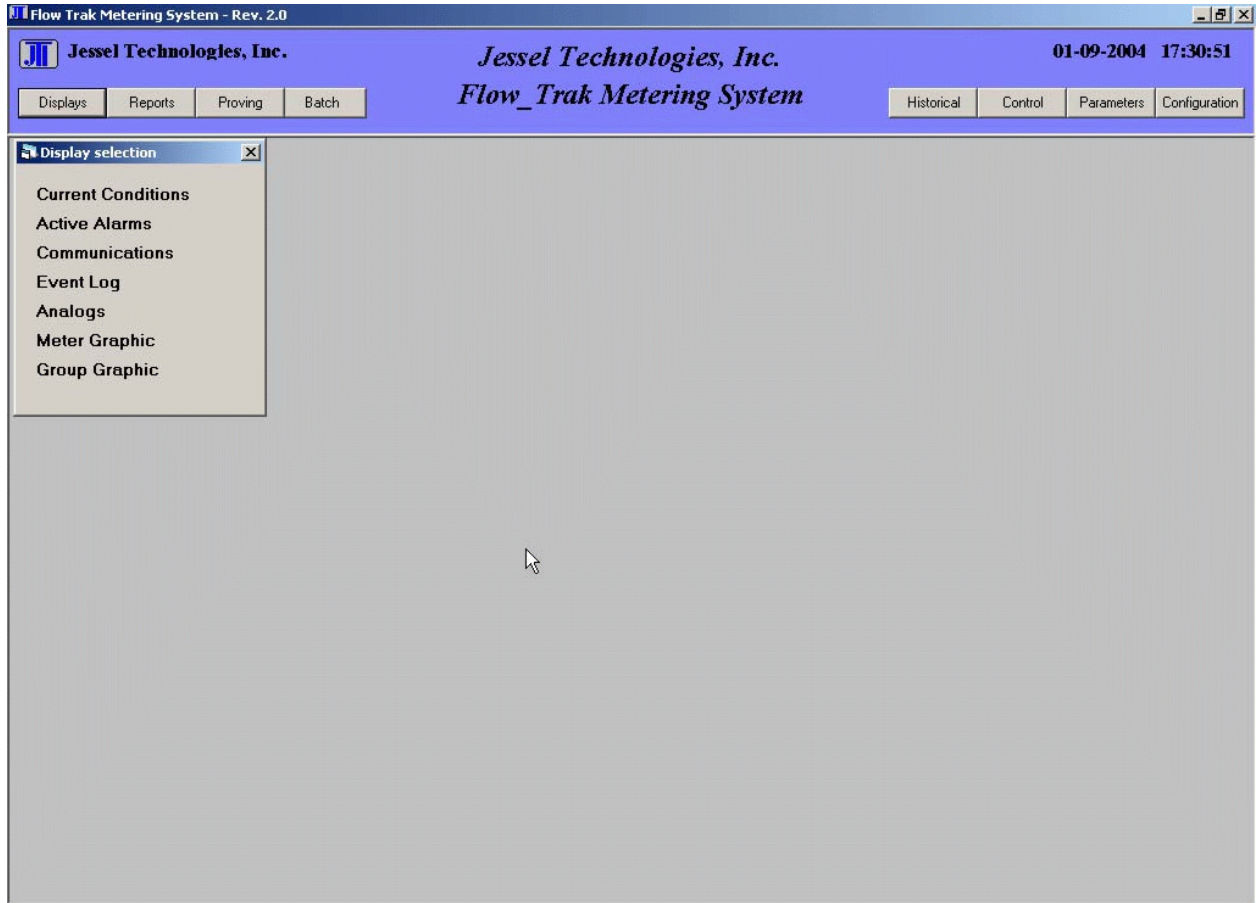 Flow Trak Metering System - Rev. 2.0
Jessel Technologies, Inc.
Jessel Technologies, Inc.
Flow_Trak Metering System
01-09-2004 17:30:51
Displays Reports Proving Batch
Historical Control Parameters Configuration
Display selection
Current Conditions
Active Alarms
Communications
Event Log
Analogs
Meter Graphic
Group Graphic